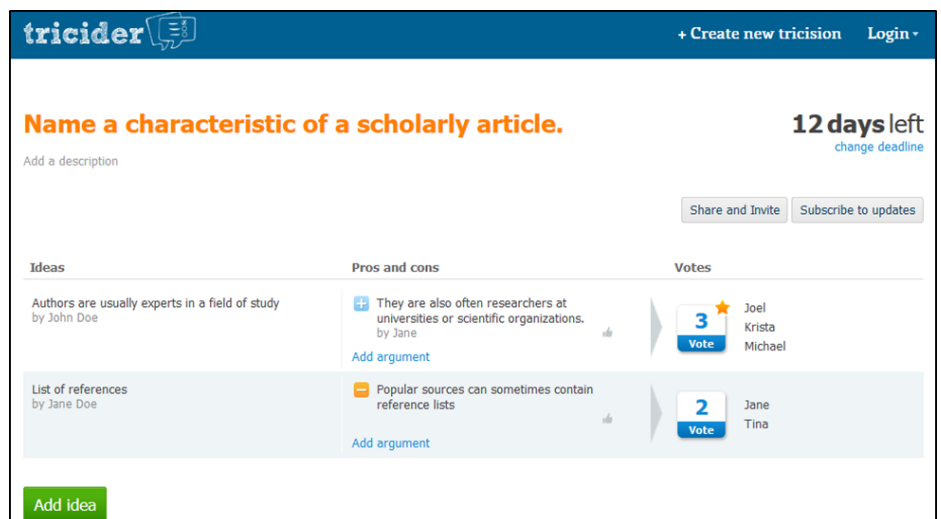 tricider
+ Create new tricision Login
Name a characteristic of a scholarly article.
12 days left
change deadline
Add a description
Share and Invite Subscribe to updates
Ideas Pros and cons Votes
Authors are usually experts in a field of study
by John Doe
They are also often researchers at
universities or scientific organizations.
by Jane
Add argument
3
Vote
Joel
Krista
Michael
List of references
by Jane Doe
Popular sources can sometimes contain
reference lists
Add argument
2
Vote
Jane
Tina
Add idea